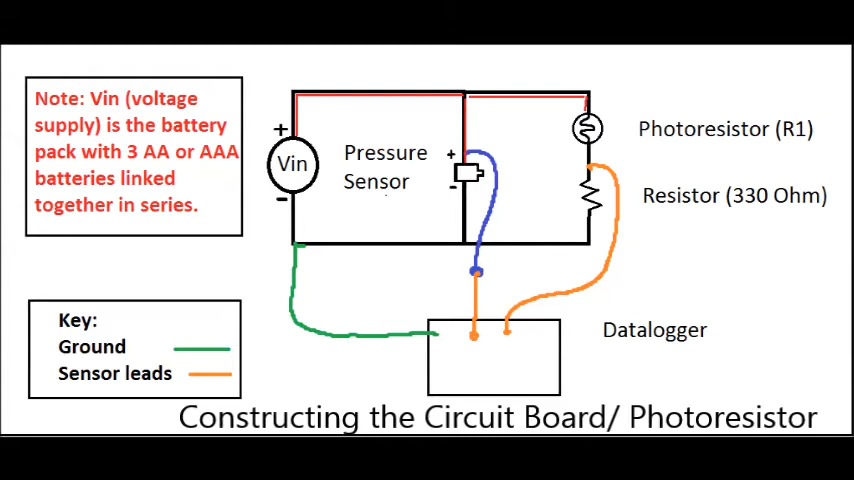 Note: Vin (voltage
supply) is the battery
pack with 3 AA or AAA
batteries linked
together in series.
+
Vin
-
Pressure
Sensor
+
-
Photoresistor (R1)
Resistor (330 Ohm)
Datalogger
Key:
Ground
Sensor leads
Constructing the Circuit Board/ Photoresistor